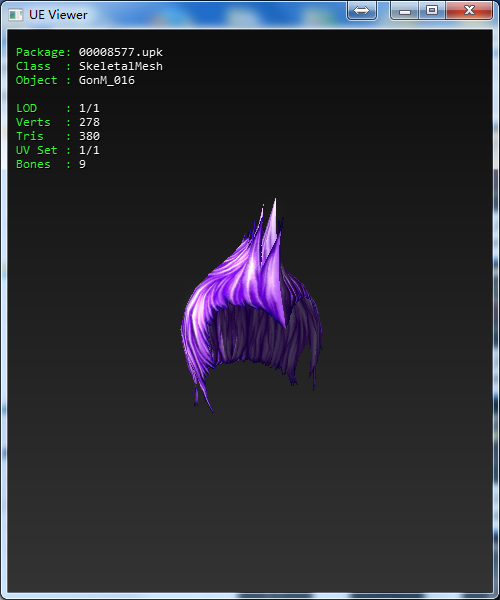 UE Viewer
Package: 00008577.upk
Class : SkeletalMesh
Object : GonM_016
LOD : 1/1
Verts : 278
Tris : 380
UV Set : 1/1
Bones : 9